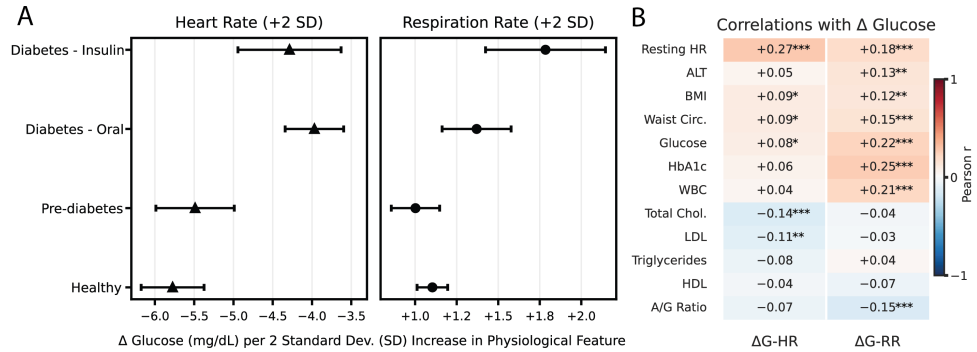 A
Heart Rate (+2 SD)
Respiration Rate (+2 SD)
Diabetes - Insulin
Diabetes - Oral
Pre-diabetes
Healthy
−6.0 −5.5 −5.0 −4.5 −4.0 −3.5
+1.0 +1.2 +1.5 +1.8 +2.0
Δ Glucose (mg/dL) per 2 Standard Dev. (SD) Increase in Physiological Feature
B
Correlations with Δ Glucose
Resting HR +0.27*** +0.18***
ALT +0.05 +0.13**
BMI +0.09* +0.12**
Waist Circ. +0.09* +0.15***
Glucose +0.08* +0.22***
HbA1c +0.06 +0.25***
WBC +0.04 +0.21***
Total Chol. −0.14*** −0.04
LDL −0.11** −0.03
Triglycerides −0.08 +0.04
HDL −0.04 −0.07
A/G Ratio −0.07 −0.15***
ΔG-HR ΔG-RR
1
0
−1
Pearson r